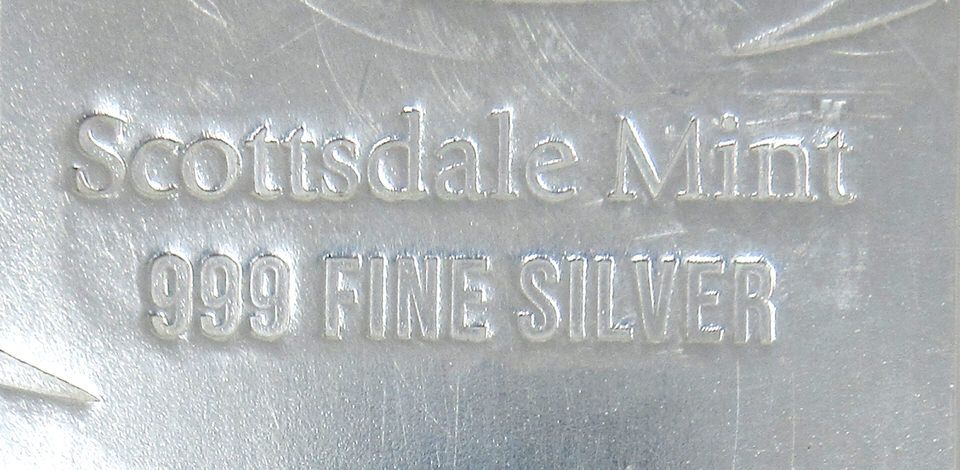 Scottsdale Mint
999 FINE SILVER